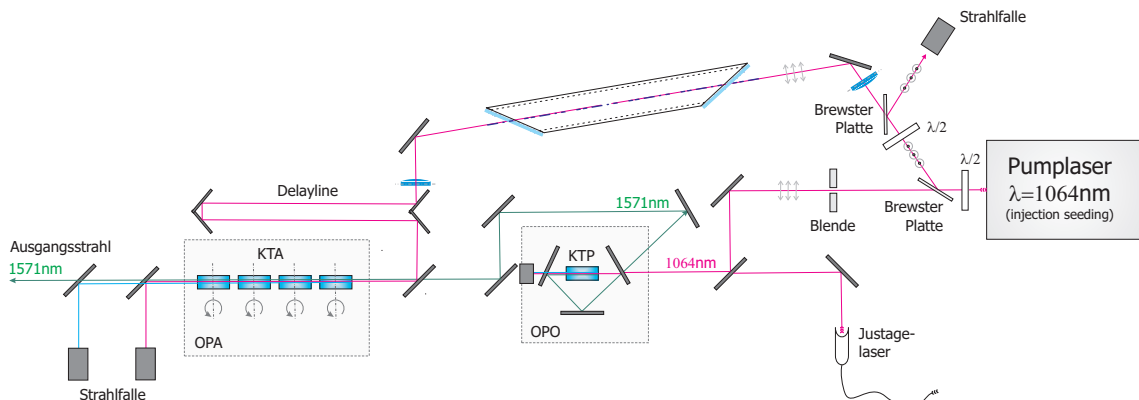 Strahlfalle
Brewster
Platte
λ/2
λ/2
Pumplaser
λ=1064nm
(injection seeding)
Delayline
1571nm
Blende
Brewster
Platte
Ausgangsstrahl
1571nm
KTA
KTP
1064nm
OPA
OPO
Justage-
laser
Strahlfalle